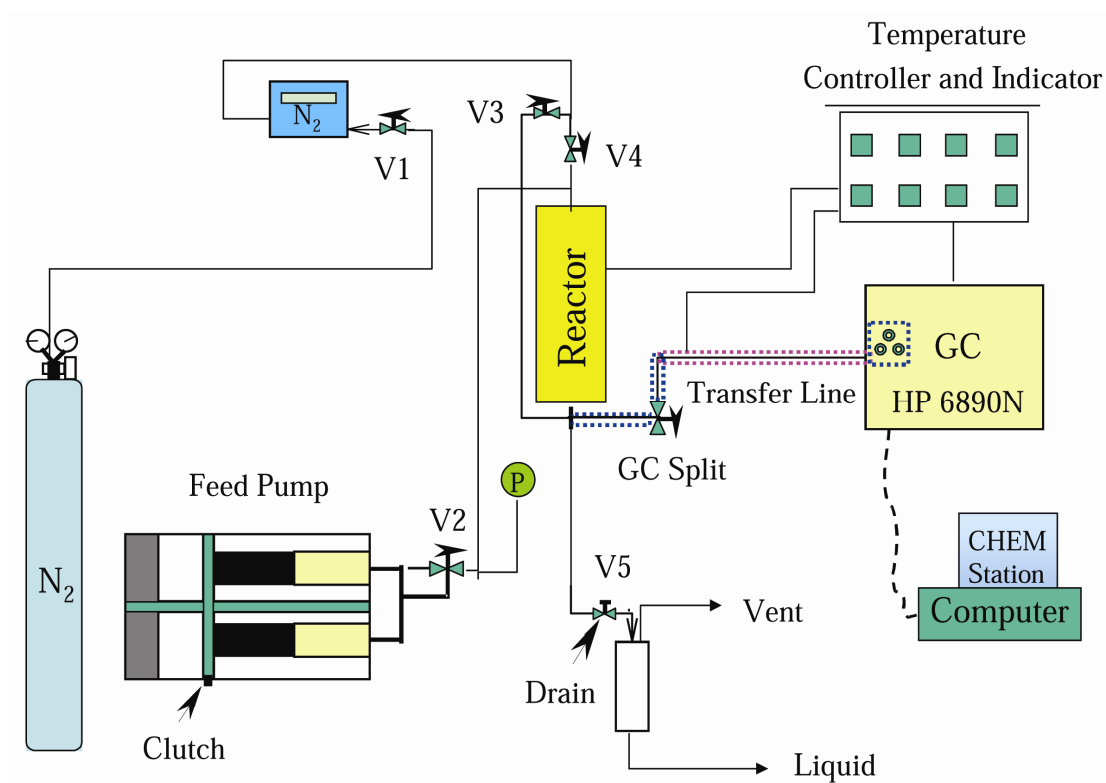 Temperature
Controller and Indicator
N2
V1
V3
V4
Reactor
GC
HP 6890N
Transfer Line
GC Split
Feed Pump
P
V2
N2
V5
CHEM
Station
Computer
Vent
Drain
Clutch
Liquid